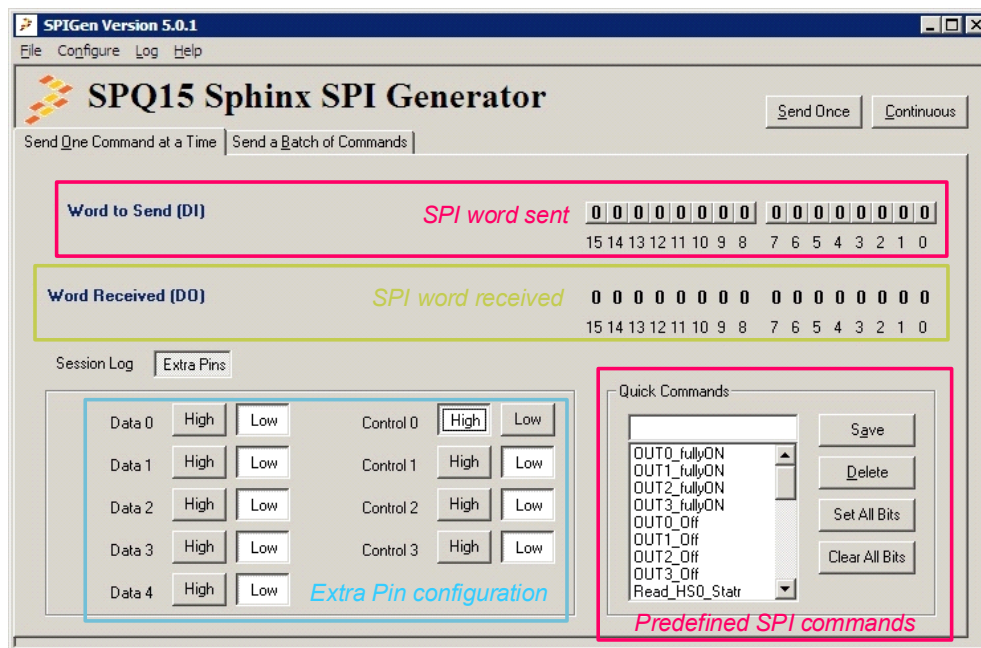 SPIGen Version 5.0.1
File Configure Log Help
SPQ15 Sphinx SPI Generator
Send Once Continuous
Send One Command at a Time Send a Batch of Commands
Word to Send (DI) SPI word sent 0 0 0 0 0 0 0 0 0 0 0 0 0 0 0 0
15 14 13 12 11 10 9 8 7 6 5 4 3 2 1 0
Word Received (DO) SPI word received 0 0 0 0 0 0 0 0 0 0 0 0 0 0 0 0
15 14 13 12 11 10 9 8 7 6 5 4 3 2 1 0
Session Log Extra Pins
Data 0 High Low Control 0 High Low
Data 1 High Low Control 1 High Low
Data 2 High Low Control 2 High Low
Data 3 High Low Control 3 High Low
Data 4 High Low Extra Pin configuration
Quick Commands
Save
Delete
Set All Bits
Clear All Bits
OUT0_fullyON
OUT1_fullyON
OUT2_fullyON
OUT3_fullyON
OUT0_Off
OUT1_Off
OUT2_Off
OUT3_Off
Read_HS0_Statr
Predefined SPI commands